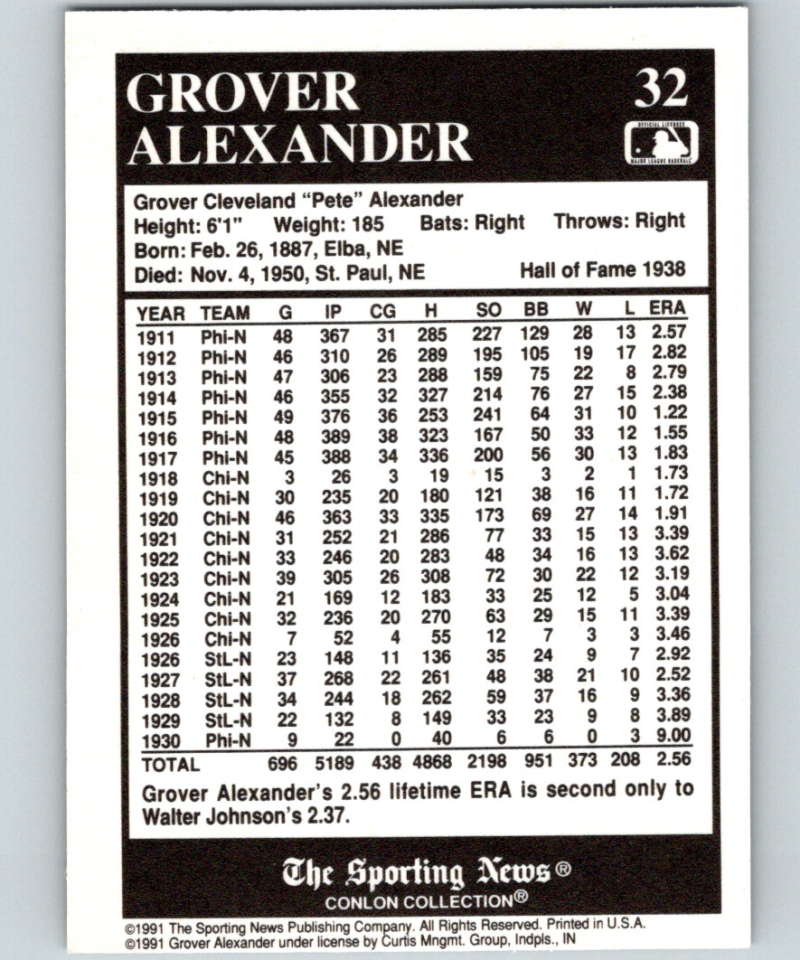 GROVER 32
ALEXANDER
OFFICIAL LICENSEE
MAJOR LEAGUE BASEBALL
Grover Cleveland "Pete" Alexander
Height: 6'1" Weight: 185 Bats: Right Throws: Right
Born: Feb. 26, 1887, Elba, NE
Died: Nov. 4, 1950, St. Paul, NE Hall of Fame 1938
YEAR TEAM G IP CG H SO BB W L ERA
1911 Phi-N 48 367 31 285 227 129 28 13 2.57
1912 Phi-N 46 310 26 289 195 105 19 17 2.82
1913 Phi-N 47 306 23 288 159 75 22 8 2.79
1914 Phi-N 46 355 32 327 214 76 27 15 2.38
1915 Phi-N 49 376 36 253 241 64 31 10 1.22
1916 Phi-N 48 389 38 323 167 50 33 12 1.55
1917 Phi-N 45 388 34 336 200 56 30 13 1.83
1918 Chi-N 3 26 3 19 15 3 2 1 1.73
1919 Chi-N 30 235 20 180 121 38 16 11 1.72
1920 Chi-N 46 363 33 335 173 69 27 14 1.91
1921 Chi-N 31 252 21 286 77 33 15 13 3.39
1922 Chi-N 33 246 20 283 48 34 16 13 3.62
1923 Chi-N 39 305 26 308 72 30 22 12 3.19
1924 Chi-N 21 169 12 183 33 25 12 5 3.04
1925 Chi-N 32 236 20 270 63 29 15 11 3.39
1926 Chi-N 7 52 4 55 12 7 3 3 3.46
1926 StL-N 23 148 11 136 35 24 9 7 2.92
1927 StL-N 37 268 22 261 48 38 21 10 2.52
1928 StL-N 34 244 18 262 59 37 16 9 3.36
1929 StL-N 22 132 8 149 33 23 9 8 3.89
1930 Phi-N 9 22 0 40 6 6 0 3 9.00
TOTAL 696 5189 438 4868 2198 951 373 208 2.56
Grover Alexander's 2.56 lifetime ERA is second only to
Walter Johnson's 2.37.
The Sporting News®
CONLON COLLECTION®
©1991 The Sporting News Publishing Company. All Rights Reserved. Printed in U.S.A.
©1991 Grover Alexander under license by Curtis Mngmt. Group, Indpls., IN